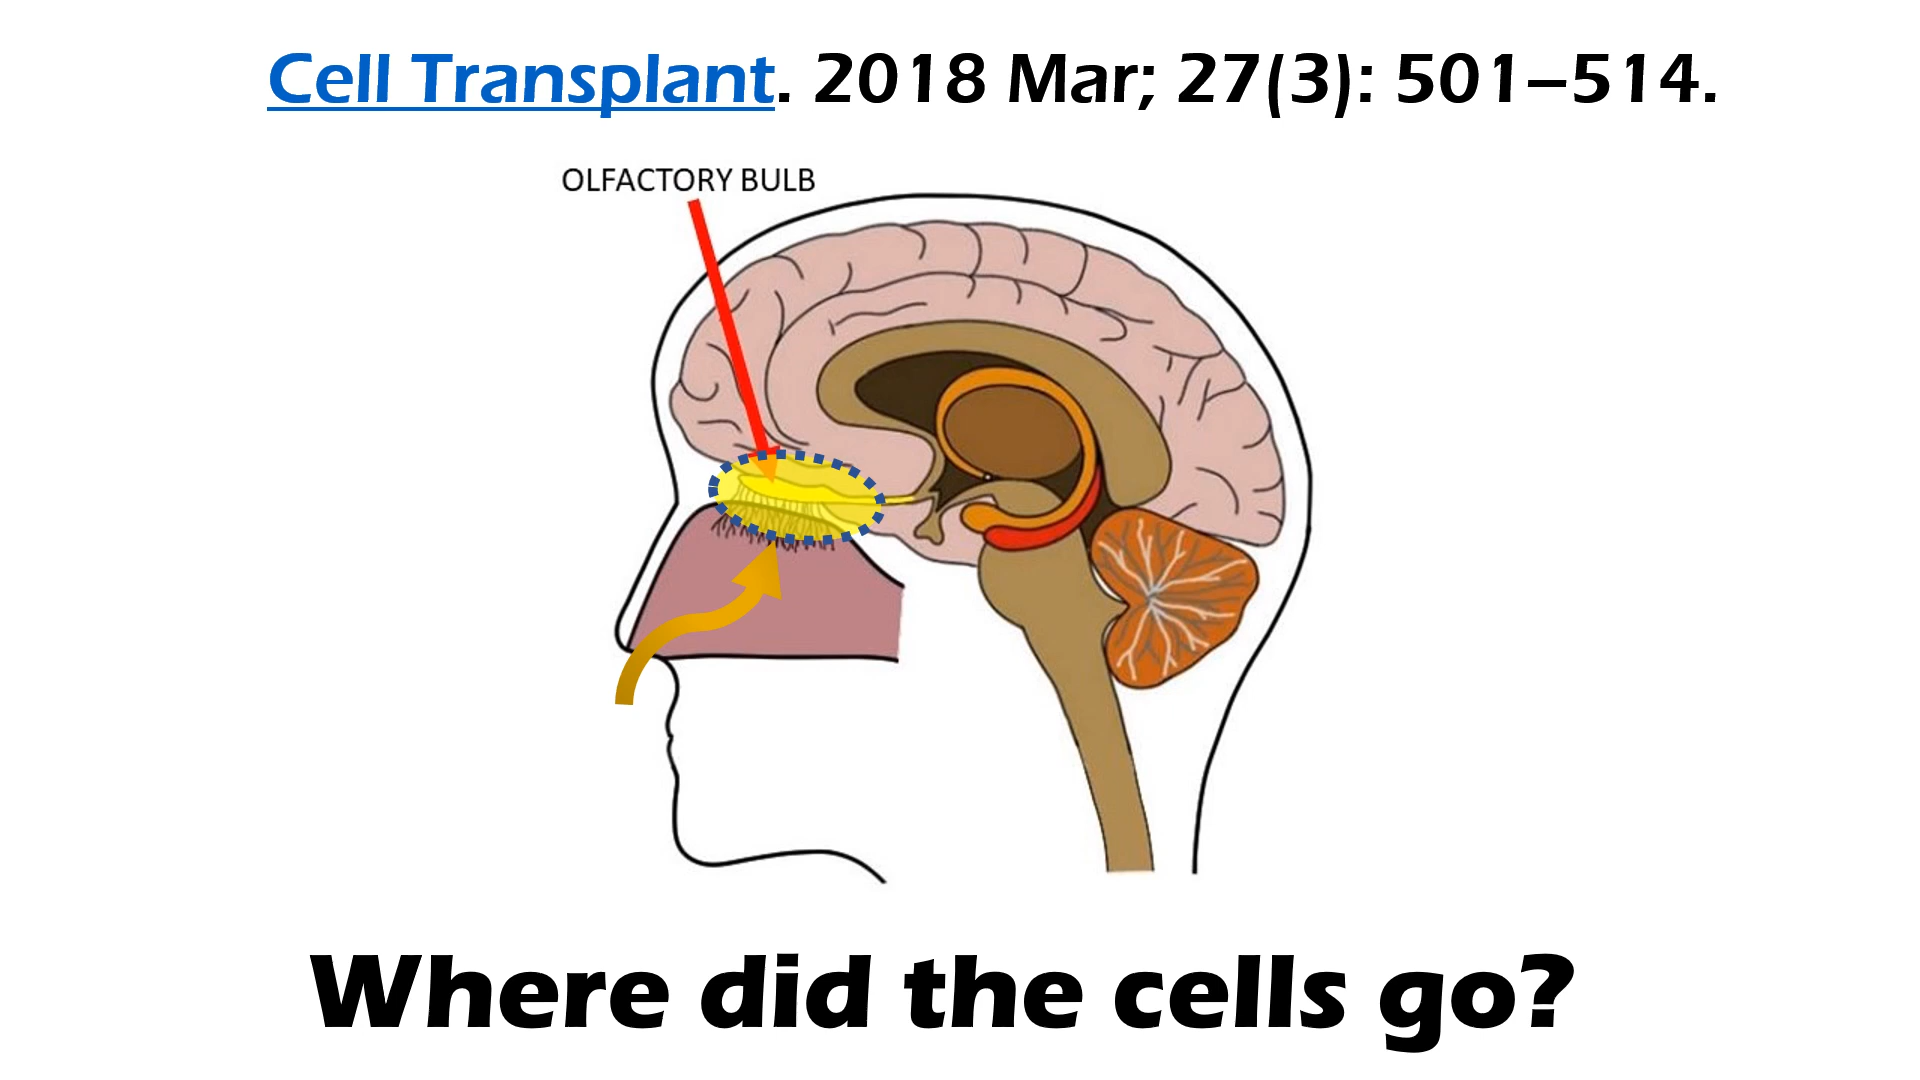 Cell Transplant. 2018 Mar; 27(3): 501–514.
OLFACTORY BULB
Where did the cells go?